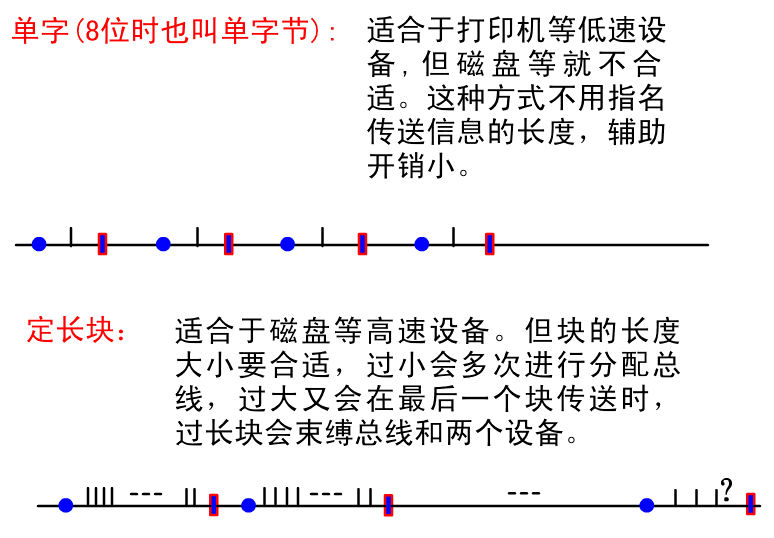 单字(8位时也叫单字节): 适合于打印机等低速设
备,但磁盘等就不合
适。这种方式不用指名
传送信息的长度，辅助
开销小。
定长块： 适合于磁盘等高速设备。但块的长度
大小要合适，过小会多次进行分配总
线，过大又会在最后一个块传送时，
过长块会束缚总线和两个设备。
?